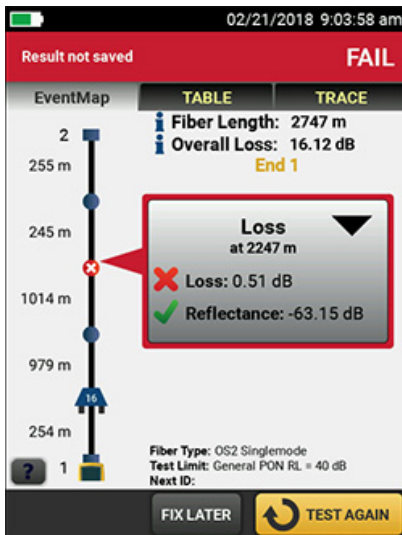 02/21/2018 9:03:58 am
Result not saved FAIL
EventMap TABLE TRACE
Fiber Length: 2747 m
Overall Loss: 16.12 dB
End 1
2
255 m
245 m
Loss
at 2247 m
Loss: 0.51 dB
Reflectance: -63.15 dB
1014 m
979 m
16
254 m
1
Fiber Type: OS2 Singlemode
Test Limit: General PON RL = 40 dB
Next ID:
?
FIX LATER TEST AGAIN